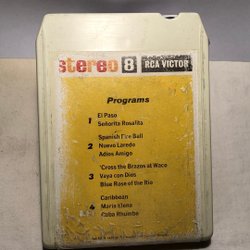 stereo 8 RCA VICTOR
Programs
El Paso
1 Señorita Rosalita
Spanish Fire Ball
2 Nuevo Laredo
Adios Amigo
'Cross the Brazos at Waco
3 Vaya con Dios
Blue Rose of the Rio
Caribbean
4 Maria Elena
Cuba Rhumba